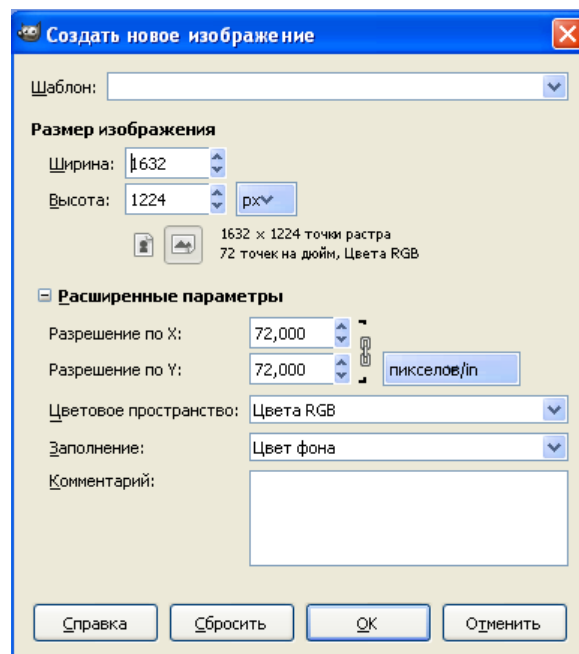 Создать новое изображение
Шаблон:
Размер изображения
Ширина: 1632
Высота: 1224 px
1632 × 1224 точки растра
72 точек на дюйм, Цвета RGB
Расширенные параметры
Разрешение по X: 72,000
Разрешение по Y: 72,000 пикселов/in
Цветовое пространство: Цвета RGB
Заполнение: Цвет фона
Комментарий:
Справка Сбросить OK Отменить